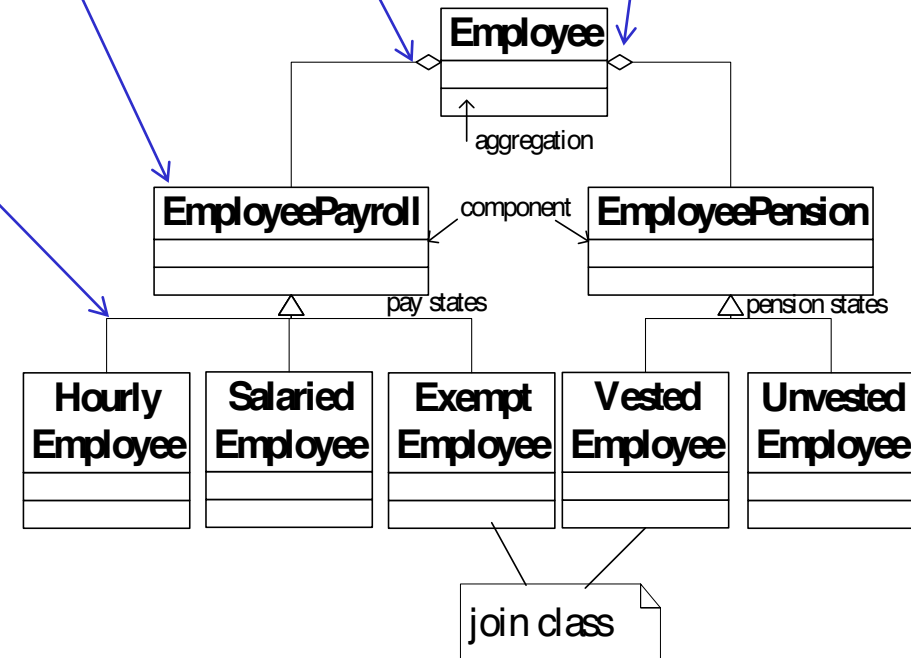 Employee
aggregation
EmployeePayroll
component
EmployeePension
pay states
pension states
Hourly
Employee
Salaried
Employee
Exempt
Employee
Vested
Employee
Unvested
Employee
join class